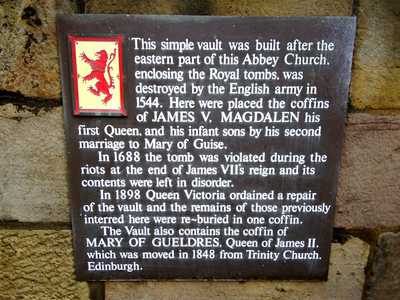 This simple vault was built after the
eastern part of this Abbey Church,
enclosing the Royal tombs, was
destroyed by the English army in
1544. Here were placed the coffins
of JAMES V, MAGDALEN his
first Queen, and his infant sons by his second
marriage to Mary of Guise.
In 1688 the tomb was violated during the
riots at the end of James VII's reign and its
contents were left in disorder.
In 1898 Queen Victoria ordained a repair
of the vault and the remains of those previously
interred here were re-buried in one coffin.
The Vault also contains the coffin of
MARY OF GUELDRES, Queen of James II,
which was moved in 1848 from Trinity Church,
Edinburgh.